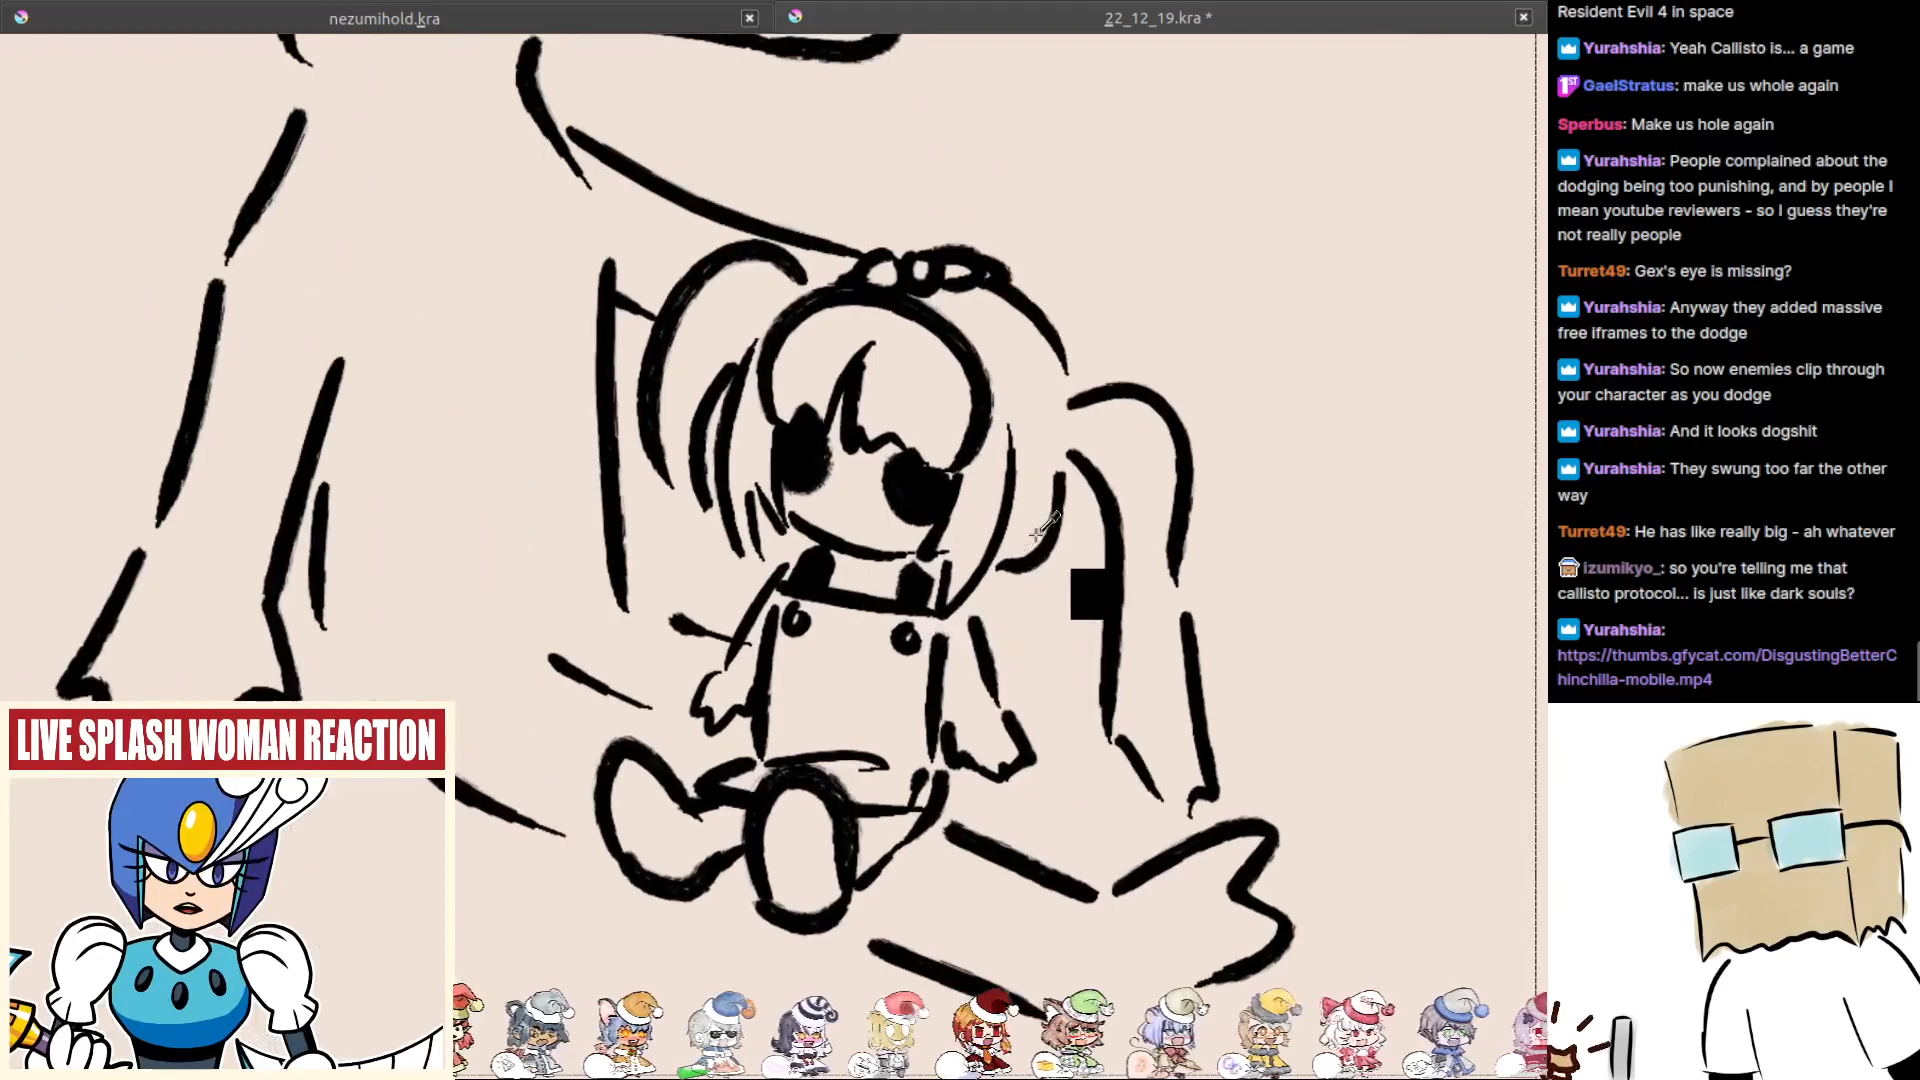 nezumihold.kra
22_12_19.kra *
Resident Evil 4 in space
Yurahshia: Yeah Callisto is... a game
1ST GaelStratus: make us whole again
Sperbus: Make us hole again
Yurahshia: People complained about the
dodging being too punishing, and by people I
mean youtube reviewers - so I guess they're
not really people
Turret49: Gex's eye is missing?
Yurahshia: Anyway they added massive
free iframes to the dodge
Yurahshia: So now enemies clip through
your character as you dodge
Yurahshia: And it looks dogshit
Yurahshia: They swung too far the other
way
Turret49: He has like really big - ah whatever
izumikyo_: so you're telling me that
callisto protocol... is just like dark souls?
Yurahshia:
https://thumbs.gfycat.com/DisgustingBetterC
hinchilla-mobile.mp4
LIVE SPLASH WOMAN REACTION